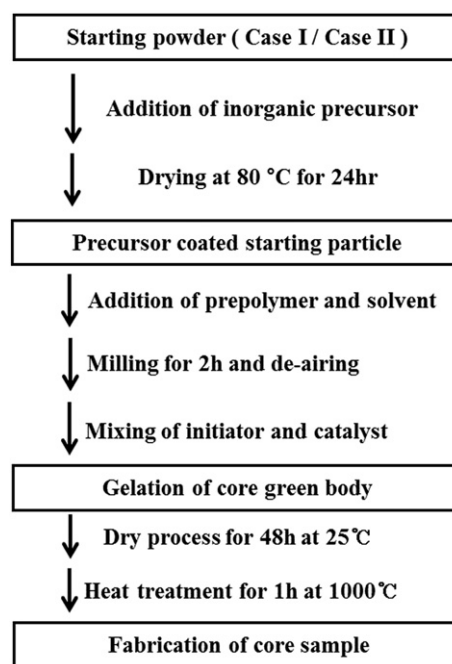 Starting powder ( Case I / Case II )
Addition of inorganic precursor
Drying at 80 °C for 24hr
Precursor coated starting particle
Addition of prepolymer and solvent
Milling for 2h and de-airing
Mixing of initiator and catalyst
Gelation of core green body
Dry process for 48h at 25℃
Heat treatment for 1h at 1000℃
Fabrication of core sample